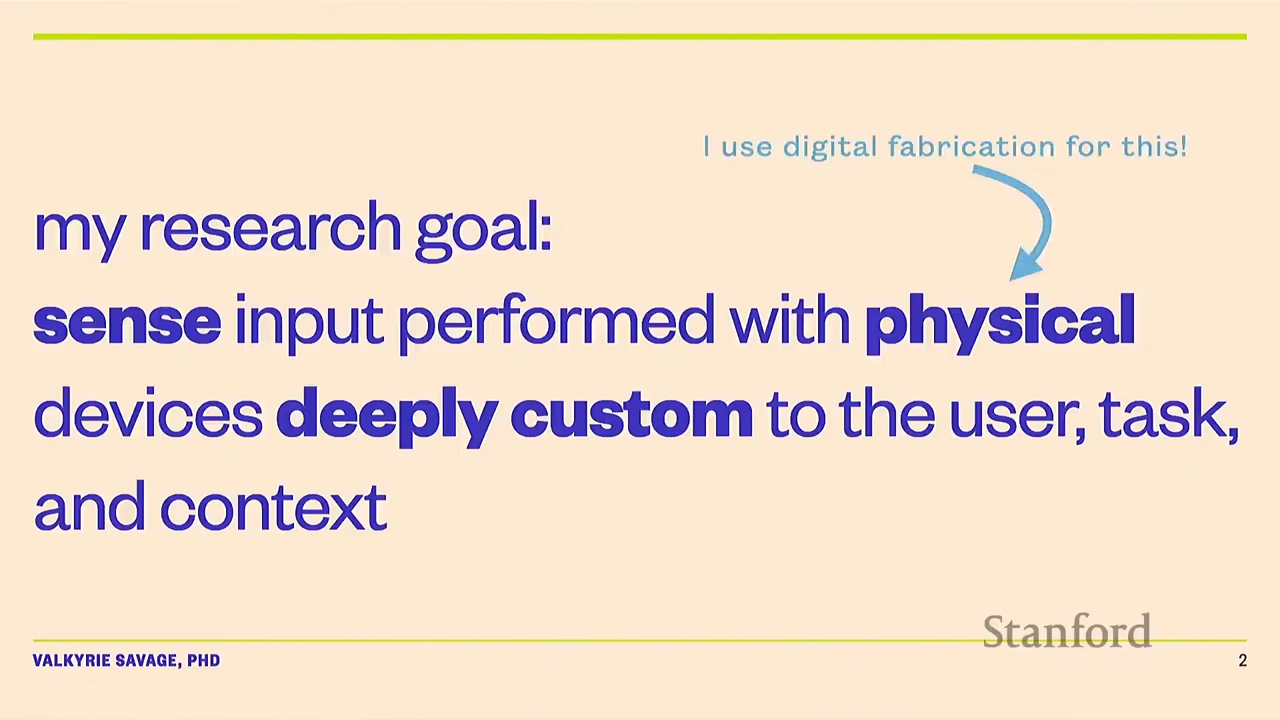 I use digital fabrication for this!
my research goal:
sense input performed with physical
devices deeply custom to the user, task,
and context
Stanford
VALKYRIE SAVAGE, PHD
2